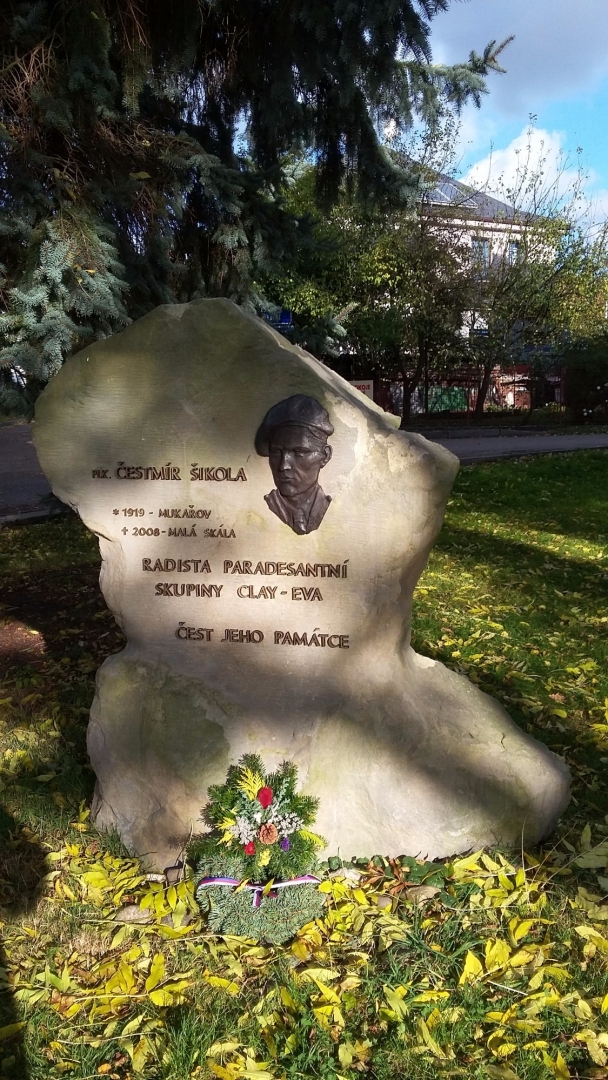 PLK. ČESTMÍR ŠIKOLA
* 1919 - MUKAŘOV
† 2008 - MALÁ SKÁLA
RADISTA PARADESANTNÍ
SKUPINY CLAY - EVA
ČEST JEHO PAMÁTCE